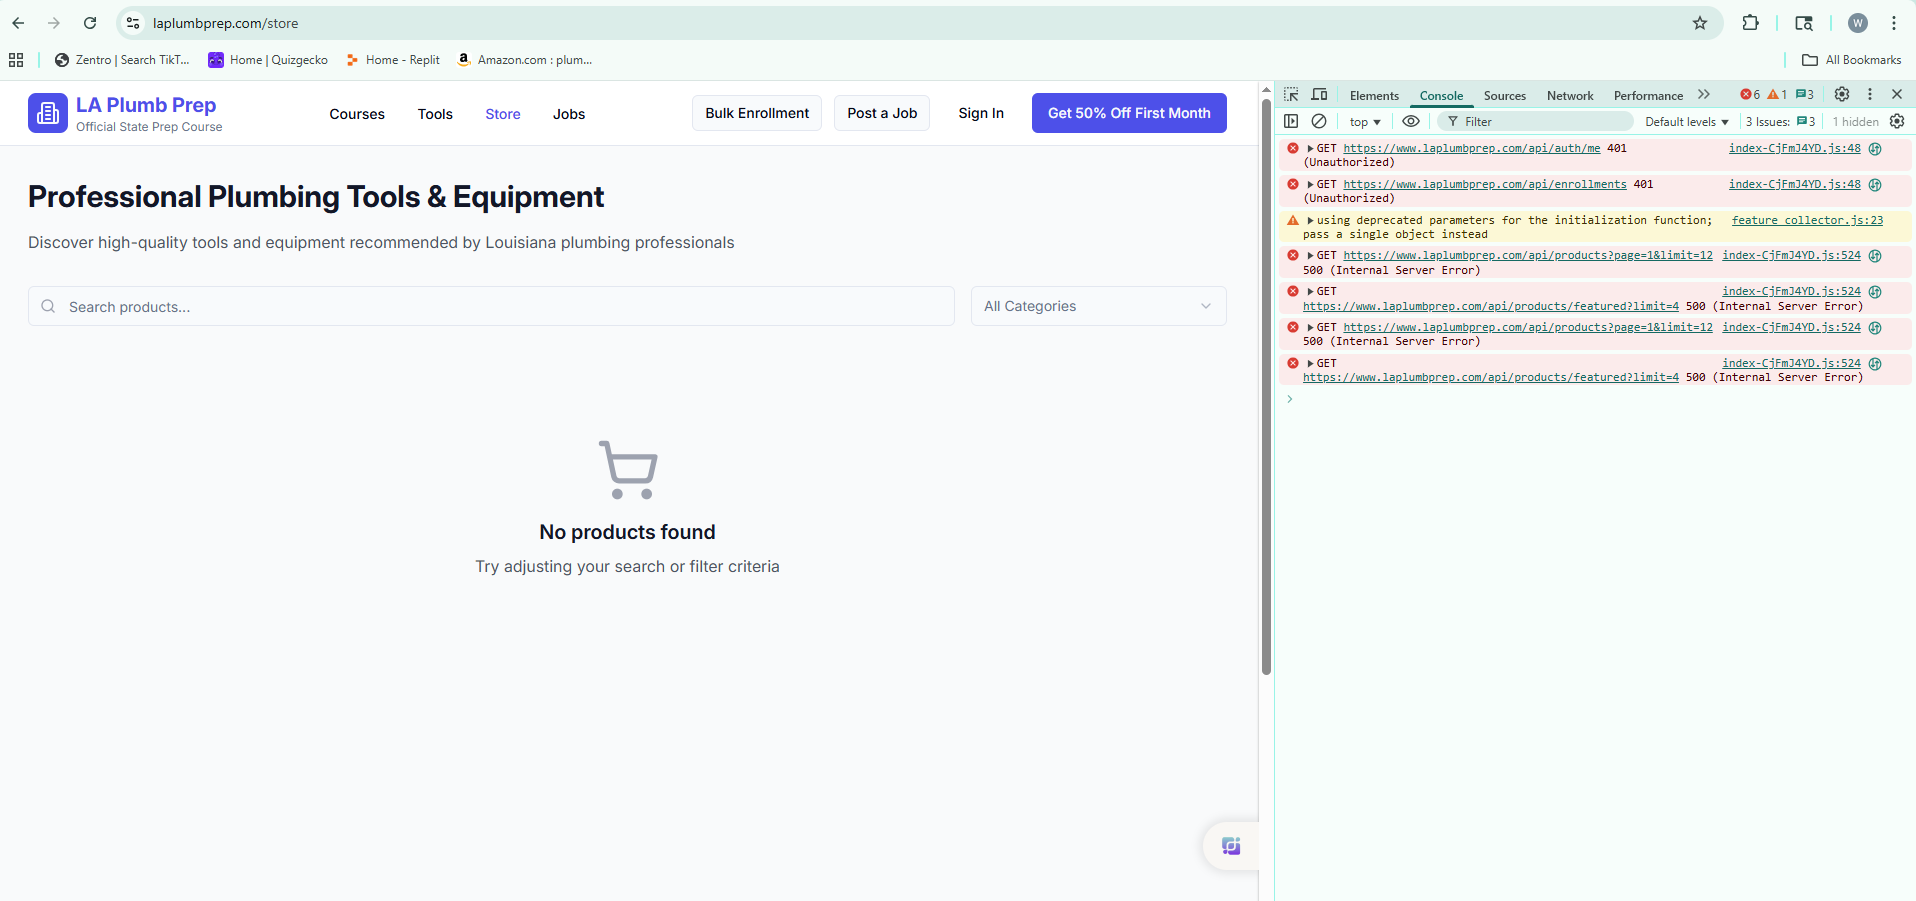 laplumbprep.com/store
W
Zentro | Search TikT...
Home | Quizgecko
Home - Replit
Amazon.com : plum...
All Bookmarks
LA Plumb Prep
Official State Prep Course
Courses
Tools
Store
Jobs
Bulk Enrollment
Post a Job
Sign In
Get 50% Off First Month
Professional Plumbing Tools & Equipment
Discover high-quality tools and equipment recommended by Louisiana plumbing professionals
Search products...
All Categories
No products found
Try adjusting your search or filter criteria
Elements
Console
Sources
Network
Performance
6
1
3
top
Filter
Default levels
3 Issues:
3
1 hidden
GET https://www.laplumbprep.com/api/auth/me 401 index-CjFmJ4YD.js:48
(Unauthorized)
GET https://www.laplumbprep.com/api/enrollments 401 index-CjFmJ4YD.js:48
(Unauthorized)
using deprecated parameters for the initialization function; feature collector.js:23
pass a single object instead
GET https://www.laplumbprep.com/api/products?page=1&limit=12 index-CjFmJ4YD.js:524
500 (Internal Server Error)
GET index-CjFmJ4YD.js:524
https://www.laplumbprep.com/api/products/featured?limit=4 500 (Internal Server Error)
GET https://www.laplumbprep.com/api/products?page=1&limit=12 index-CjFmJ4YD.js:524
500 (Internal Server Error)
GET index-CjFmJ4YD.js:524
https://www.laplumbprep.com/api/products/featured?limit=4 500 (Internal Server Error)